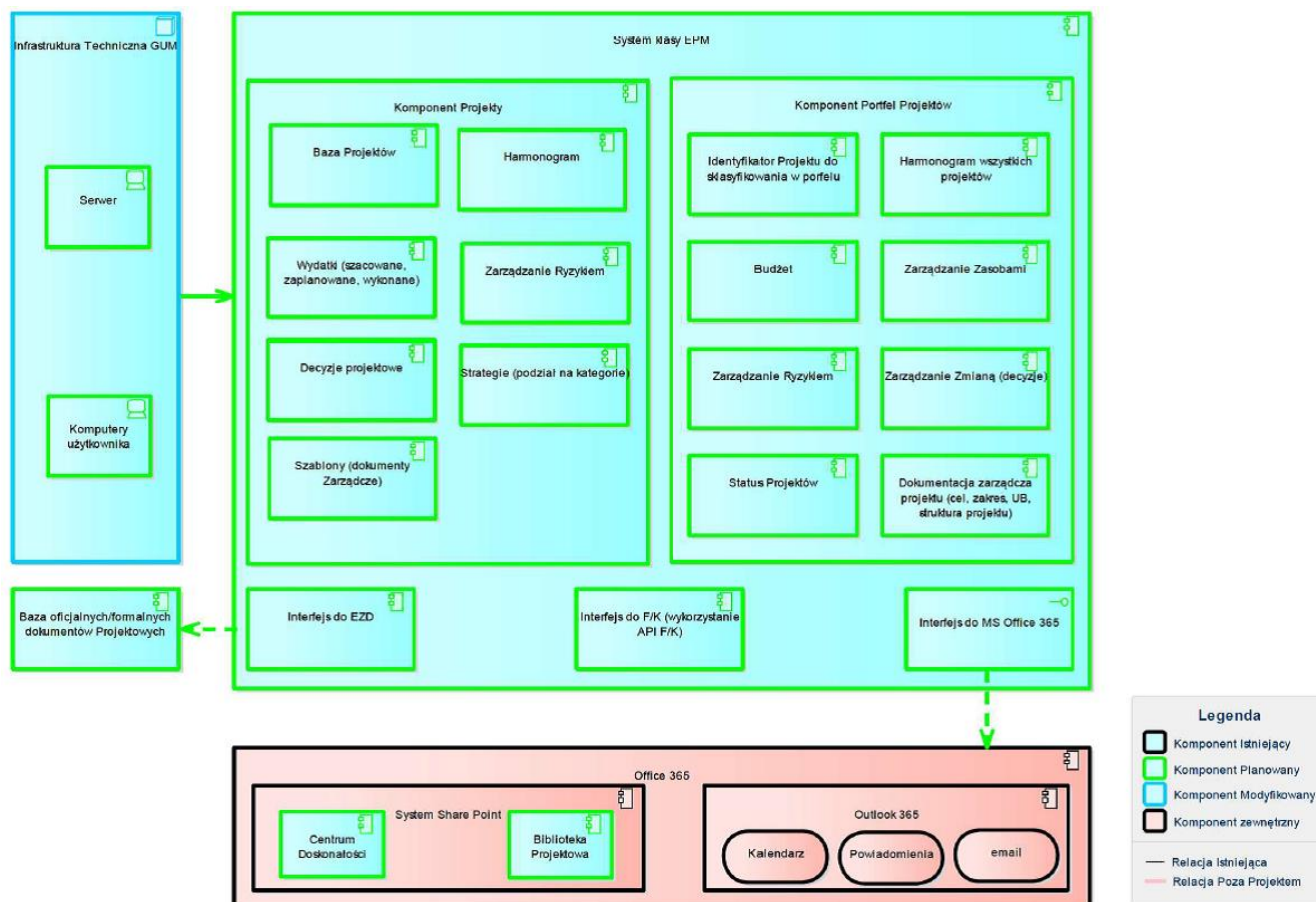 Infrastruktura Techniczna GUM
Serwer
Komputery
użytkownika
System klasy EPM
Komponent Projekty
Baza Projektów
Harmonogram
Wydatki (szacowane,
zaplanowane, wykonane)
Zarządzanie Ryzykiem
Decyzje projektowe
Strategie (podział na kategorie)
Szablony (dokumenty
Zarządcze)
Komponent Portfel Projektów
Identyfikator Projektu do
sklasyfikowania w porfelu
Harmonogram wszystkich
projektów
Budżet
Zarządzanie Zasobami
Zarządzanie Ryzykiem
Zarządzanie Zmianą (decyzje)
Status Projektów
Dokumentacja zarządcza
projektu (cel, zakres, UB,
struktura projektu)
Baza oficjalnych/formalnych
dokumentów Projektowych
Interfejs do EZD
Interfejs do F/K (wykorzystanie
API F/K)
Interfejs do MS Office 365
Office 365
System Share Point
Centrum
Doskonałości
Biblioteka
Projektowa
Outlook 365
Kalendarz
Powiadomienia
email
Legenda
Komponent Istniejący
Komponent Planowany
Komponent Modyfikowany
Komponent zewnętrzny
Relacja Istniejąca
Relacja Poza Projektem